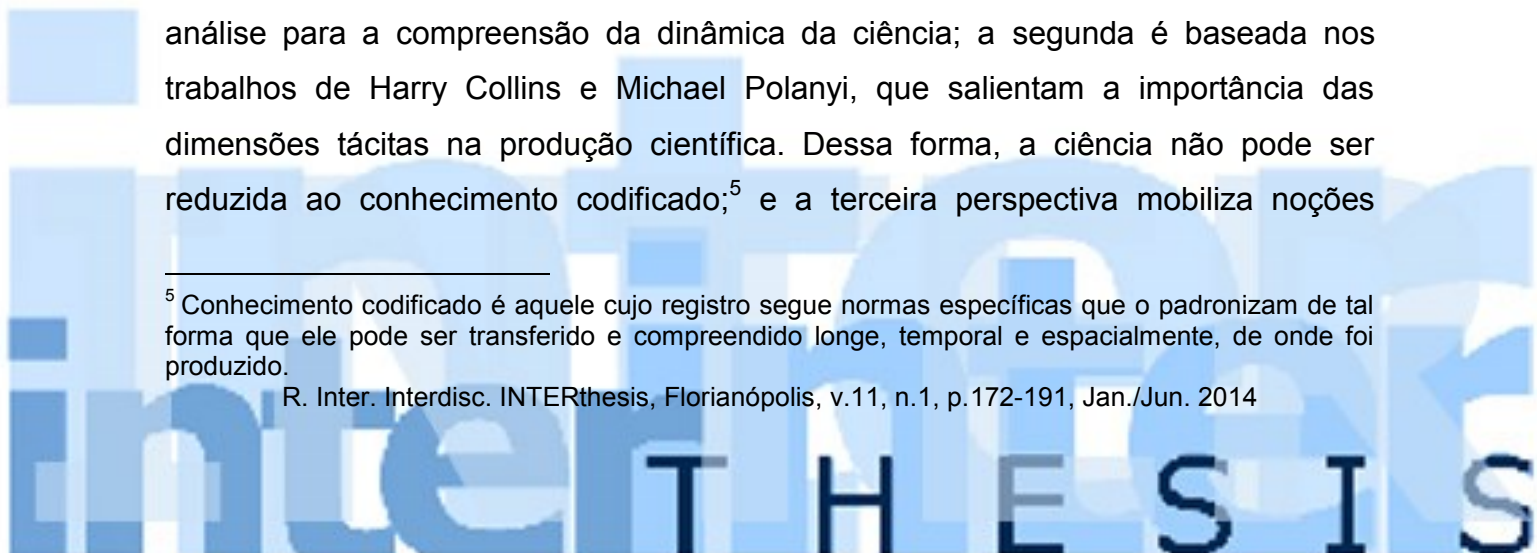 análise para a compreensão da dinâmica da ciência; a segunda é baseada nos
trabalhos de Harry Collins e Michael Polanyi, que salientam a importância das
dimensões tácitas na produção científica. Dessa forma, a ciência não pode ser
reduzida ao conhecimento codificado;5 e a terceira perspectiva mobiliza noções
5 Conhecimento codificado é aquele cujo registro segue normas específicas que o padronizam de tal
forma que ele pode ser transferido e compreendido longe, temporal e espacialmente, de onde foi
produzido.
R. Inter. Interdisc. INTERthesis, Florianópolis, v.11, n.1, p.172-191, Jan./Jun. 2014
inter
THESIS